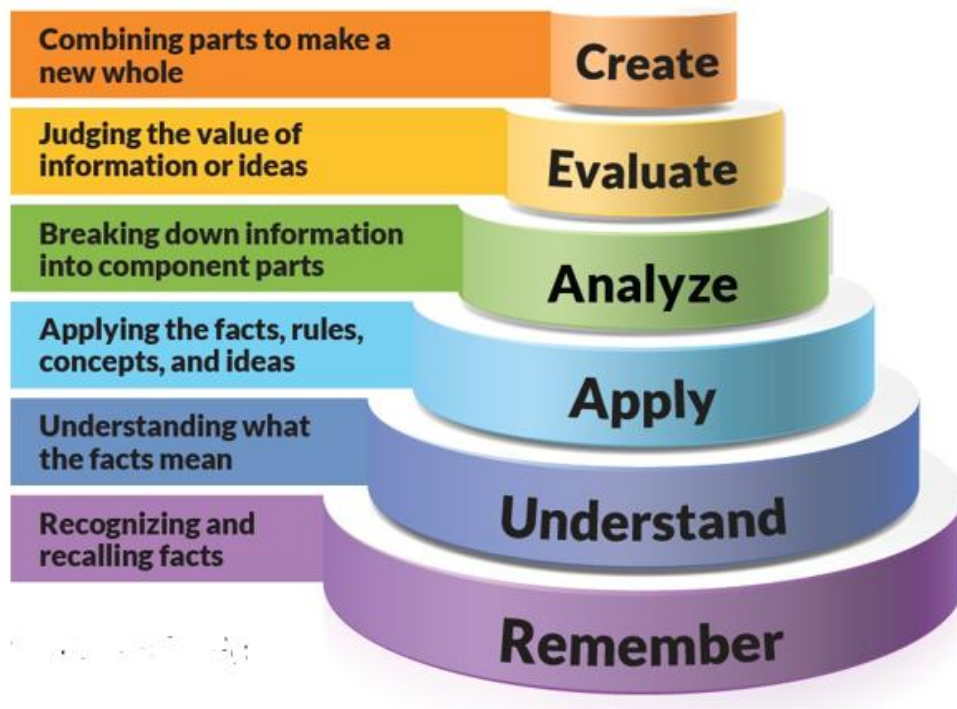 Combining parts to make a
new whole
Create
Judging the value of
information or ideas
Evaluate
Breaking down information
into component parts
Analyze
Applying the facts, rules,
concepts, and ideas
Apply
Understanding what
the facts mean
Understand
Recognizing and
recalling facts
Remember